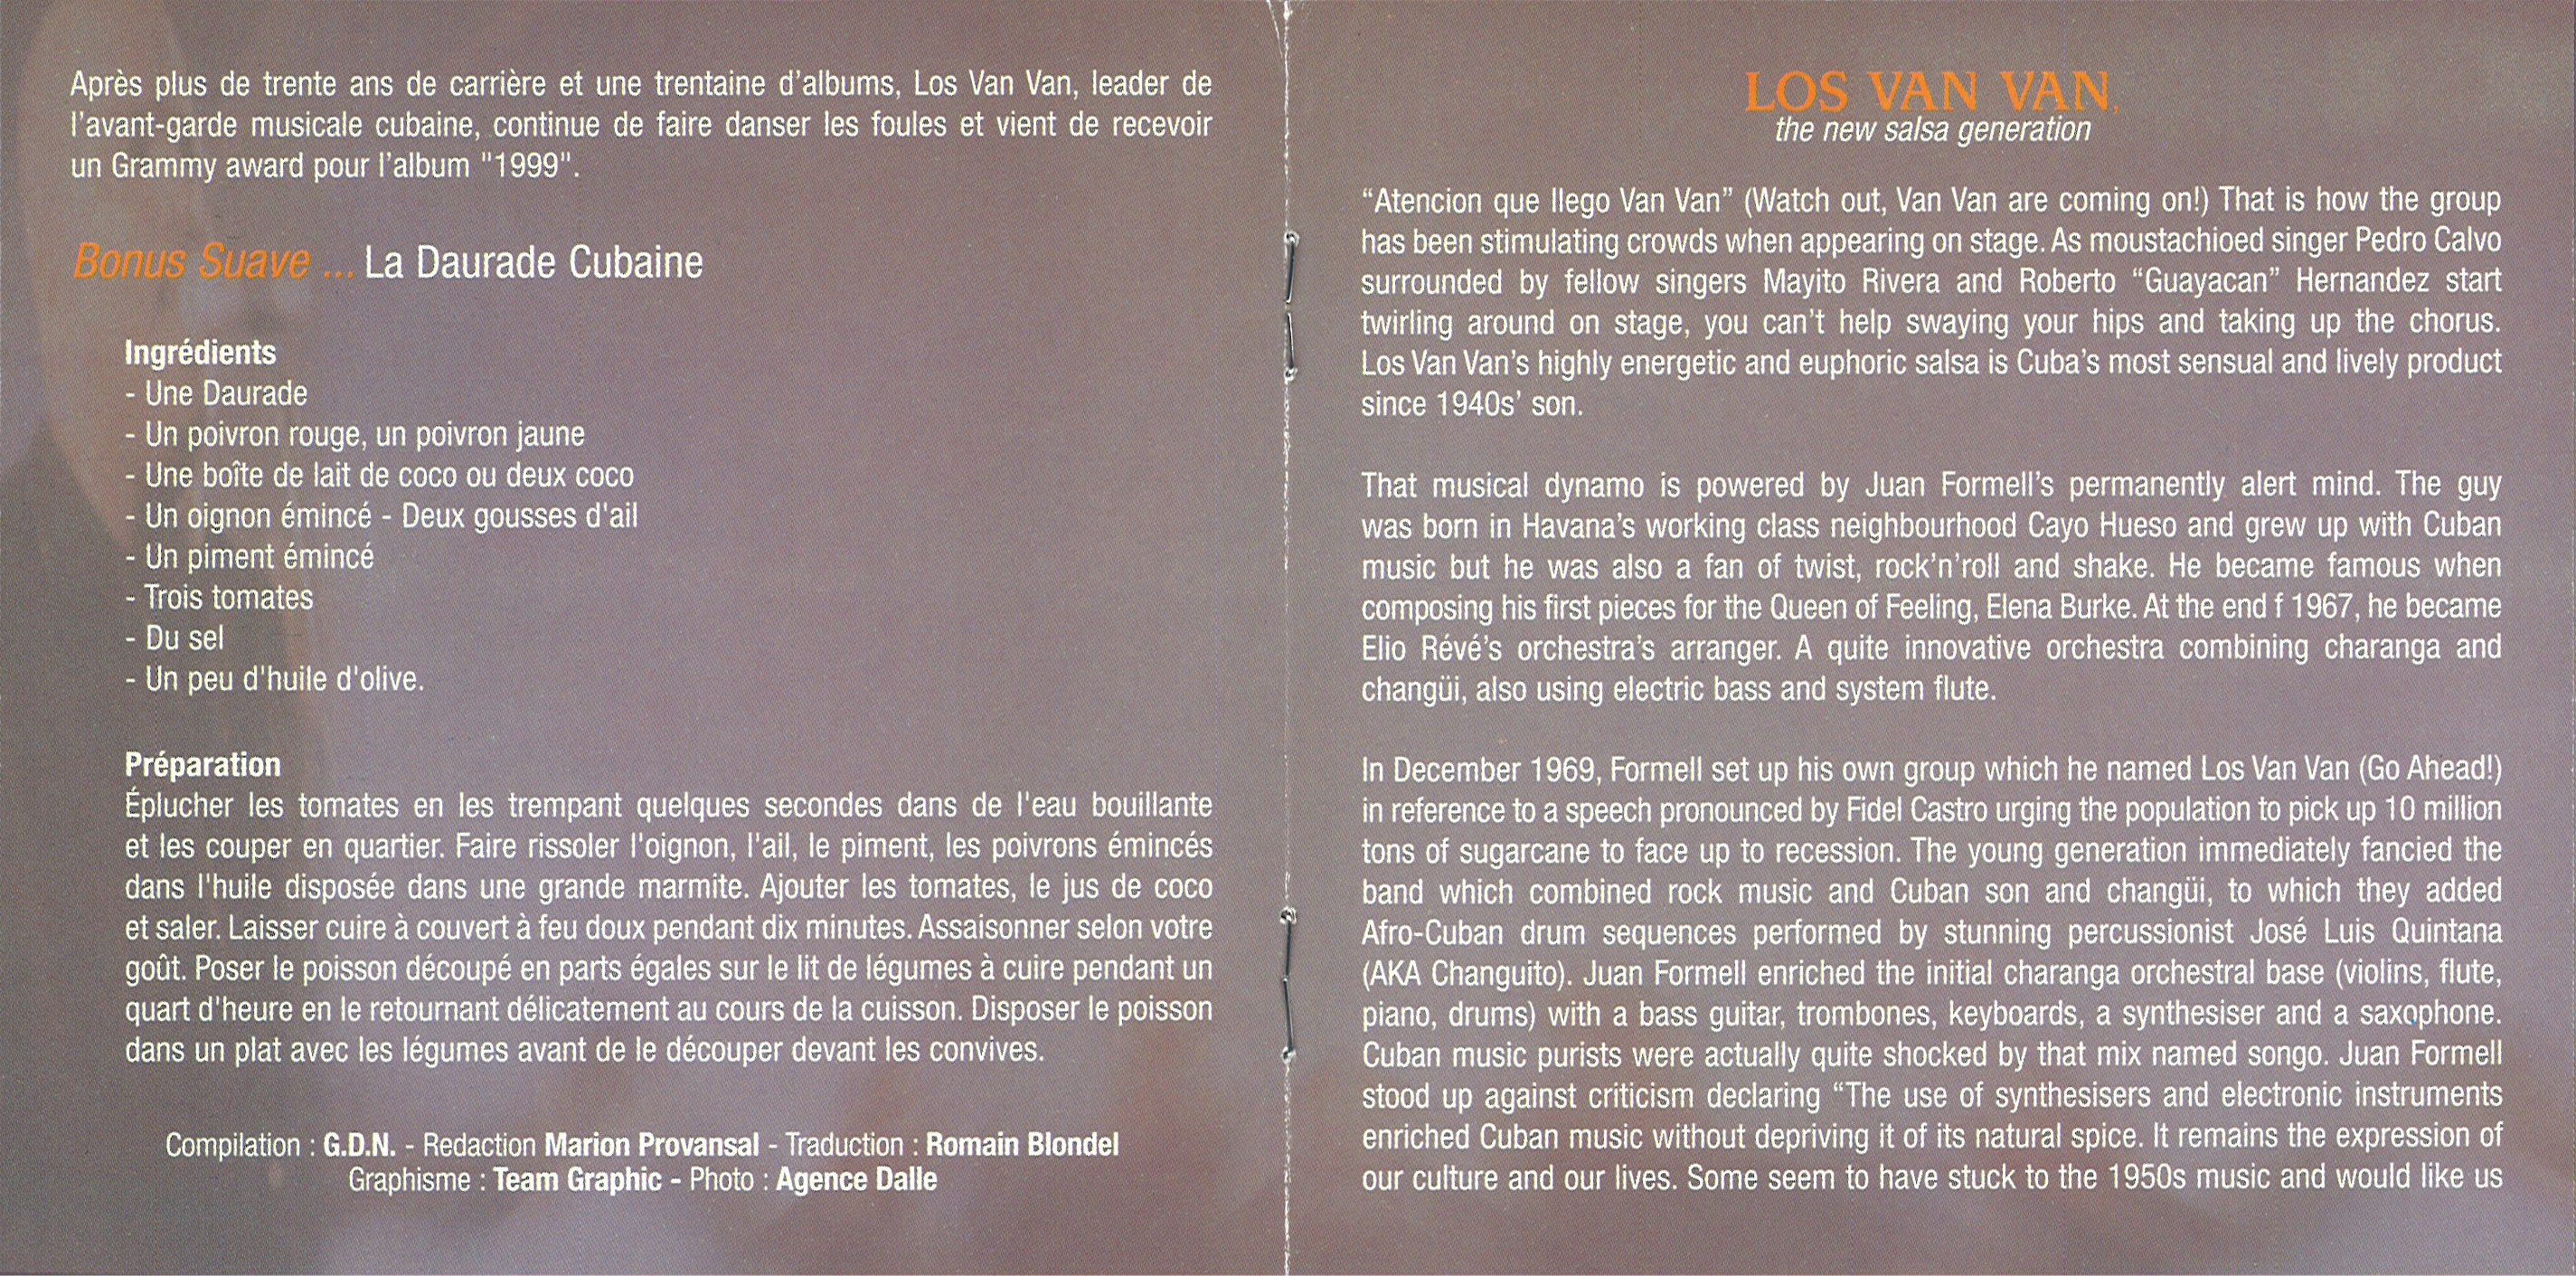 Après plus de trente ans de carrière et une trentaine d'albums, Los Van Van, leader de
l'avant-garde musicale cubaine, continue de faire danser les foules et vient de recevoir
un Grammy award pour l'album "1999".
Bonus Suave ... La Daurade Cubaine
Ingrédients
- Une Daurade
- Un poivron rouge, un poivron jaune
- Une boîte de lait de coco ou deux coco
- Un oignon émincé - Deux gousses d'ail
- Un piment émincé
- Trois tomates
- Du sel
- Un peu d'huile d'olive.
Préparation
Éplucher les tomates en les trempant quelques secondes dans de l'eau bouillante
et les couper en quartier. Faire rissoler l'oignon, l'ail, le piment, les poivrons émincés
dans l'huile disposée dans une grande marmite. Ajouter les tomates, le jus de coco
et saler. Laisser cuire à couvert à feu doux pendant dix minutes. Assaisonner selon votre
goût. Poser le poisson découpé en parts égales sur le lit de légumes à cuire pendant un
quart d'heure en le retournant délicatement au cours de la cuisson. Disposer le poisson
dans un plat avec les légumes avant de le découper devant les convives.
Compilation : G.D.N. - Redaction Marion Provansal - Traduction : Romain Blondel
Graphisme : Team Graphic - Photo : Agence Dalle
LOS VAN VAN,
the new salsa generation
“Atencion que llego Van Van” (Watch out, Van Van are coming on!) That is how the group
has been stimulating crowds when appearing on stage. As moustachioed singer Pedro Calvo
surrounded by fellow singers Mayito Rivera and Roberto “Guayacan” Hernandez start
twirling around on stage, you can't help swaying your hips and taking up the chorus.
Los Van Van's highly energetic and euphoric salsa is Cuba's most sensual and lively product
since 1940s' son.
That musical dynamo is powered by Juan Formell's permanently alert mind. The guy
was born in Havana's working class neighbourhood Cayo Hueso and grew up with Cuban
music but he was also a fan of twist, rock'n'roll and shake. He became famous when
composing his first pieces for the Queen of Feeling, Elena Burke. At the end f 1967, he became
Elio Révé's orchestra's arranger. A quite innovative orchestra combining charanga and
changüi, also using electric bass and system flute.
In December 1969, Formell set up his own group which he named Los Van Van (Go Ahead!)
in reference to a speech pronounced by Fidel Castro urging the population to pick up 10 million
tons of sugarcane to face up to recession. The young generation immediately fancied the
band which combined rock music and Cuban son and changüi, to which they added
Afro-Cuban drum sequences performed by stunning percussionist José Luis Quintana
(AKA Changuito). Juan Formell enriched the initial charanga orchestral base (violins, flute,
piano, drums) with a bass guitar, trombones, keyboards, a synthesiser and a saxophone.
Cuban music purists were actually quite shocked by that mix named songo. Juan Formell
stood up against criticism declaring “The use of synthesisers and electronic instruments
enriched Cuban music without depriving it of its natural spice. It remains the expression of
our culture and our lives. Some seem to have stuck to the 1950s music and would like us